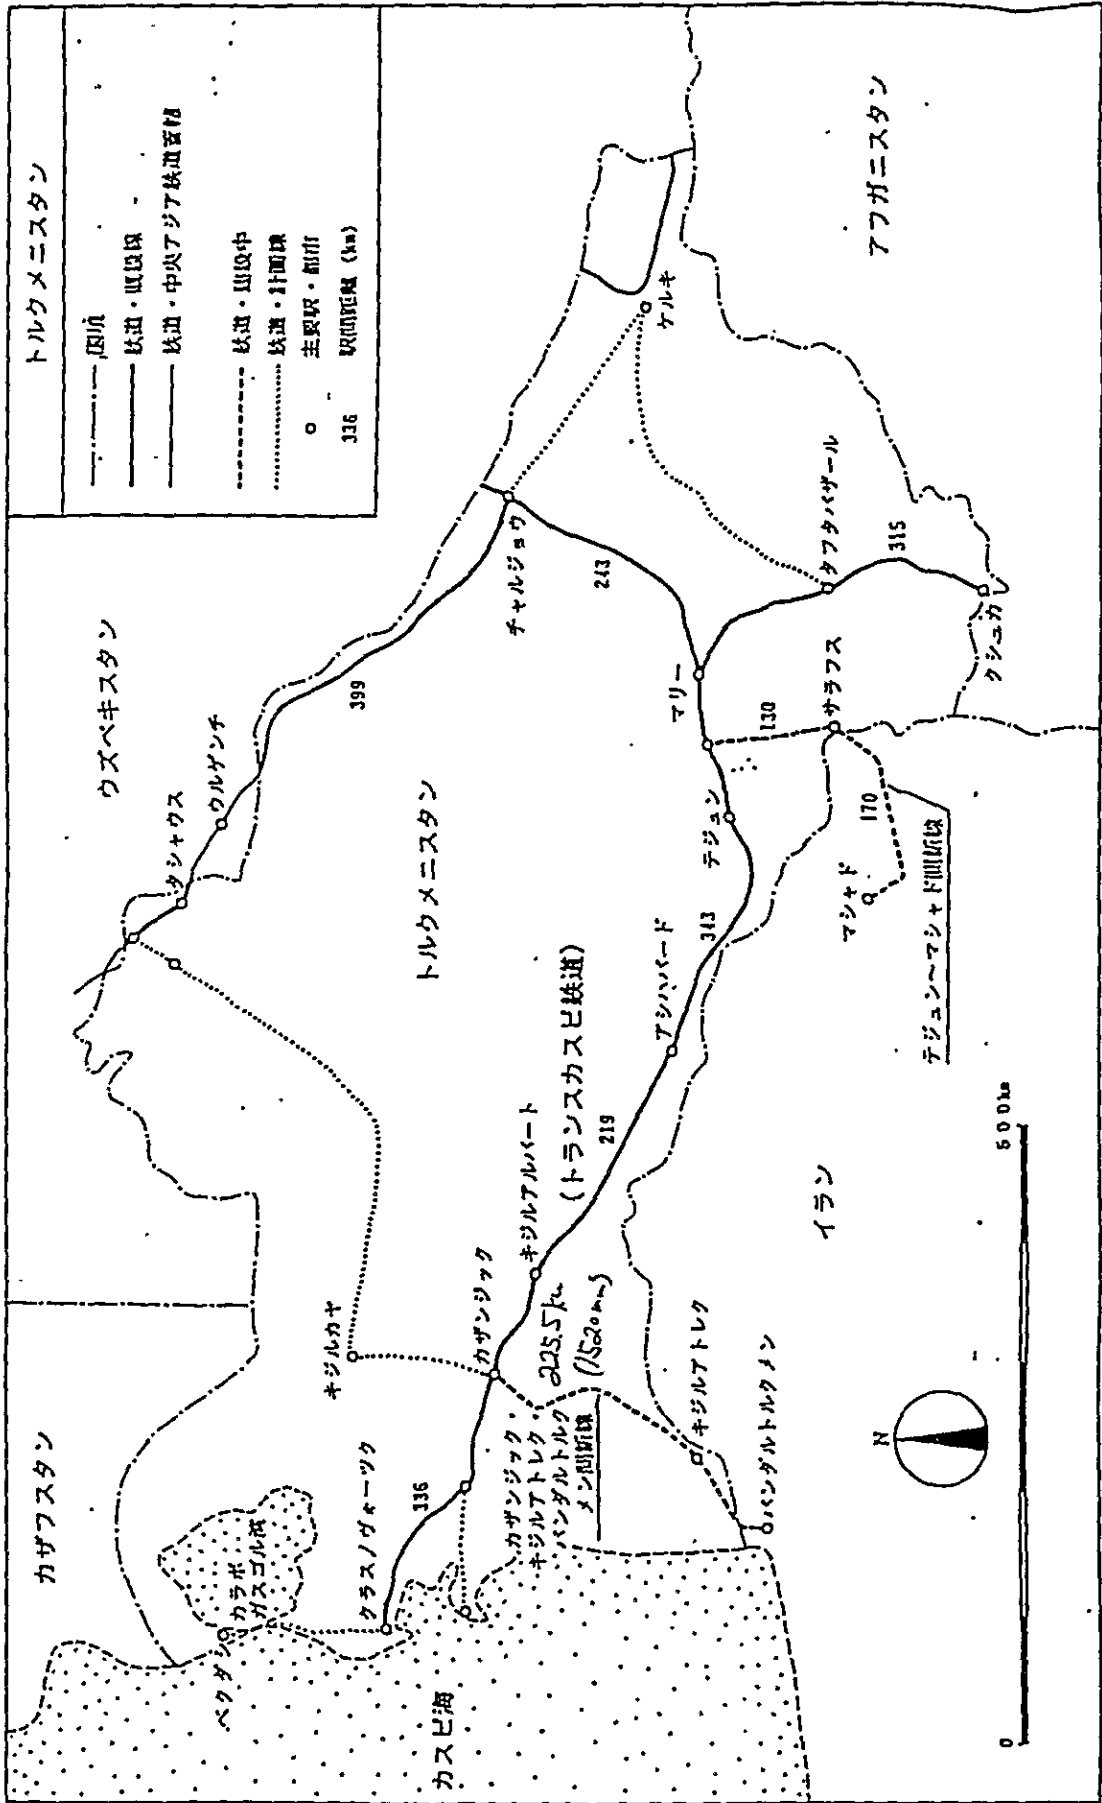 トルクメニスタン
国境
鉄道・既設線
鉄道・中央アジア鉄道管轄
鉄道・建設中
鉄道・計画線
主要駅・都市
336 駅間距離 (km)
カザフスタン
ウズベキスタン
トルクメニスタン
アフガニスタン
イラン
カスピ海
カラボ
ガスゴル湾
ベクダシ
クラスノヴォーツク
336
キジルカヤ
カザンジック
キジルアルバート
(トランスカスピ鉄道)
219
アシハバード
343
テジュン
マリー
243
チャルジョウ
399
ウルゲンチ
タシャウス
ケルキ
タフタバザール
315
クシュカ
130
サラフス
170
マシャド
テジュン〜マシャド間新線
カザンジック・
キジルアトレク・
バンダルトルク
メン間新線
225.5km
(1520mm)
キジルアトレク
バンダルトルクメン
N
0
500km